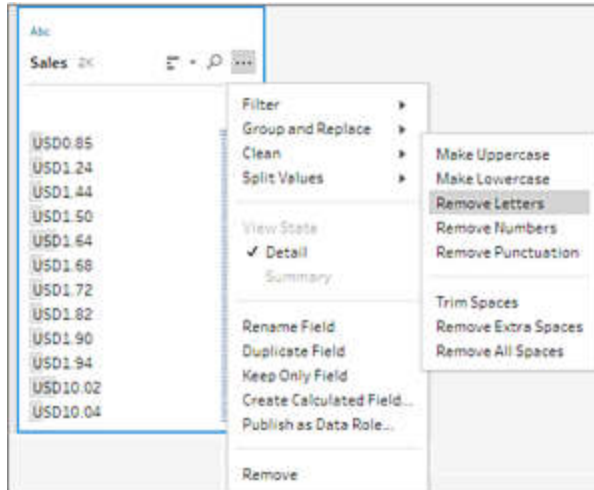 Abc
Sales 2K
USD0.85
USD1.24
USD1.44
USD1.50
USD1.64
USD1.68
USD1.72
USD1.82
USD1.90
USD1.94
USD10.02
USD10.04
Filter
Group and Replace
Clean
Split Values
View State
Detail
Summary
Rename Field
Duplicate Field
Keep Only Field
Create Calculated Field...
Publish as Data Role...
Remove
Make Uppercase
Make Lowercase
Remove Letters
Remove Numbers
Remove Punctuation
Trim Spaces
Remove Extra Spaces
Remove All Spaces